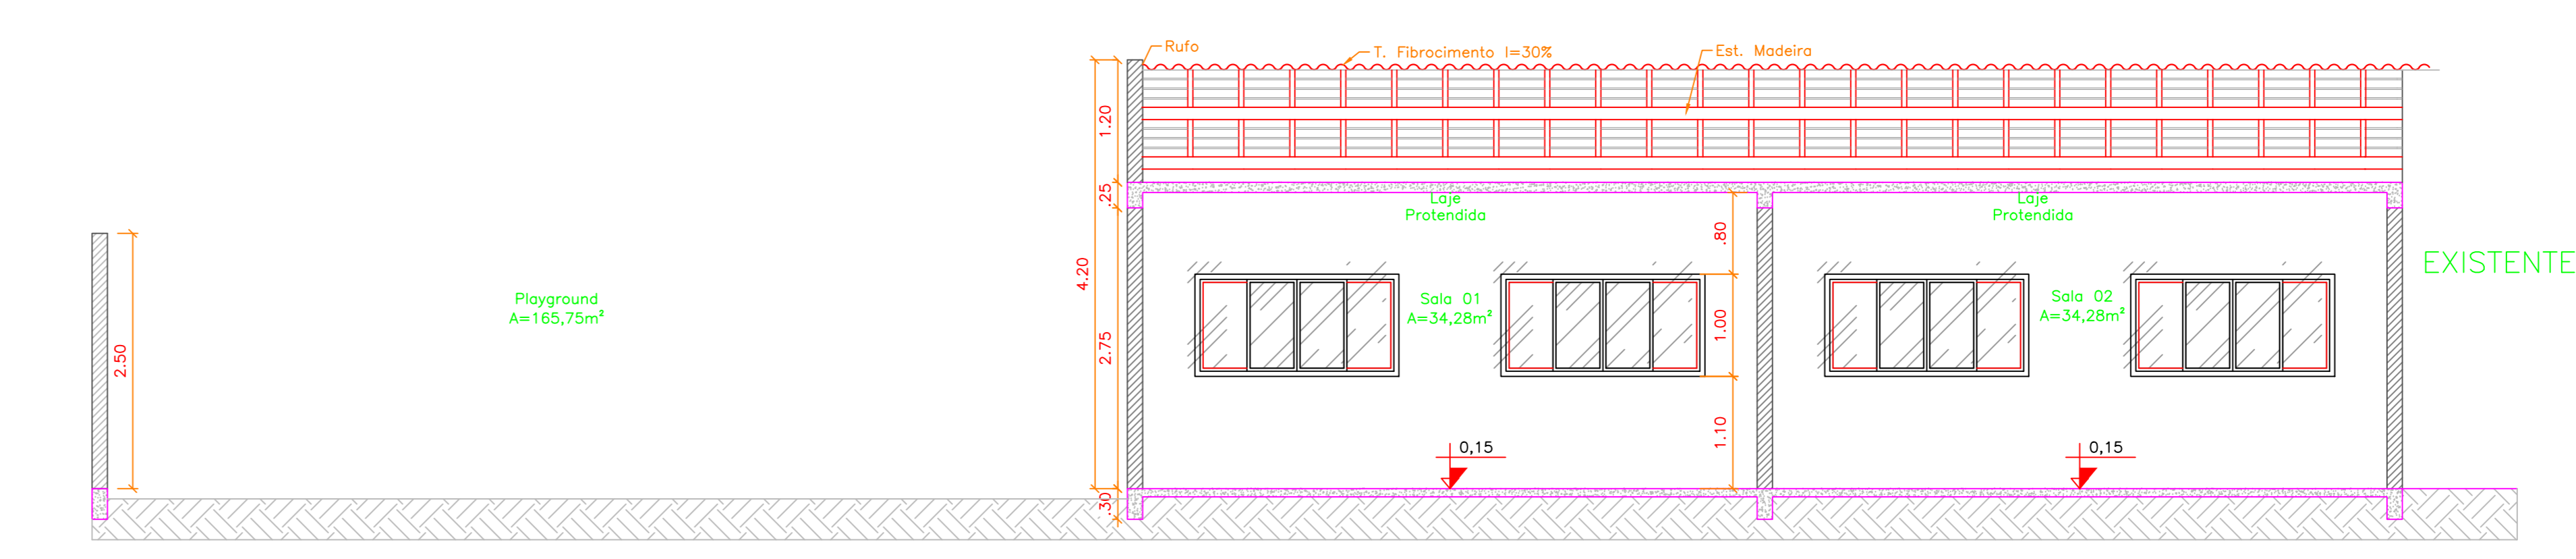 Rufo
T. Fibrocimento I=30%
Est. Madeira
1.20
.25
4.20
2.75
.30
2.50
Playground
A=165,75m²
Laje
Protendida
Sala 01
A=34,28m²
.80
1.00
1.10
0,15
Laje
Protendida
Sala 02
A=34,28m²
0,15
EXISTENTE